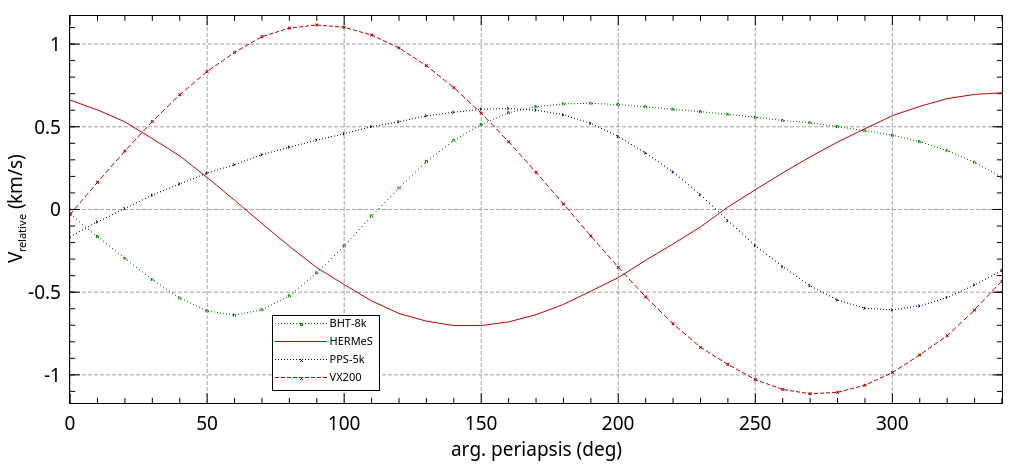 1
0.5
0
-0.5
-1
V relative (km/s)
BHT-8k
HERMeS
PPS-5k
VX200
0 50 100 150 200 250 300
arg. periapsis (deg)